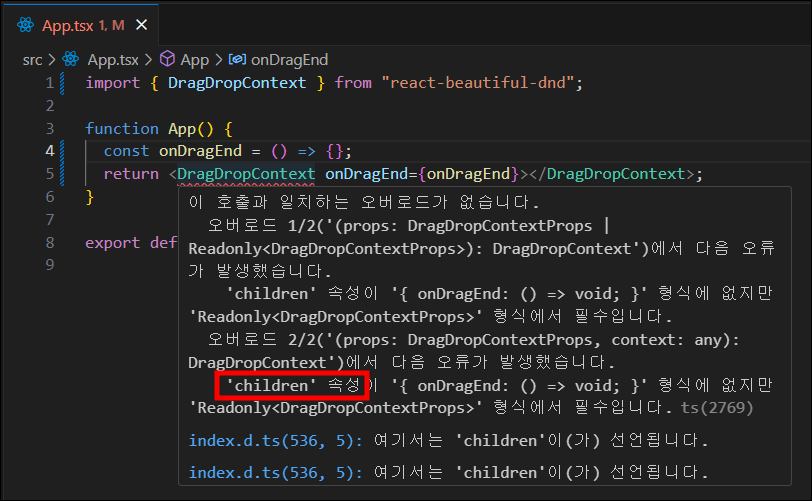 App.tsx 1, M
src > App.tsx > App > onDragEnd
1 import { DragDropContext } from "react-beautiful-dnd";
2
3 function App() {
4 const onDragEnd = () => {};
5 return <DragDropContext onDragEnd={onDragEnd}></DragDropContext>;
6 }
7
8 export def
9
이 호출과 일치하는 오버로드가 없습니다.
오버로드 1/2('(props: DragDropContextProps |
Readonly<DragDropContextProps>): DragDropContext')에서 다음 오류
가 발생했습니다.
'children' 속성이 '{ onDragEnd: () => void; }' 형식에 없지만
'Readonly<DragDropContextProps>' 형식에서 필수입니다.
오버로드 2/2('(props: DragDropContextProps, context: any):
DragDropContext')에서 다음 오류가 발생했습니다.
'children' 속성이 '{ onDragEnd: () => void; }' 형식에 없지만
'Readonly<DragDropContextProps>' 형식에서 필수입니다. ts(2769)
index.d.ts(536, 5): 여기서는 'children'이(가) 선언됩니다.
index.d.ts(536, 5): 여기서는 'children'이(가) 선언됩니다.